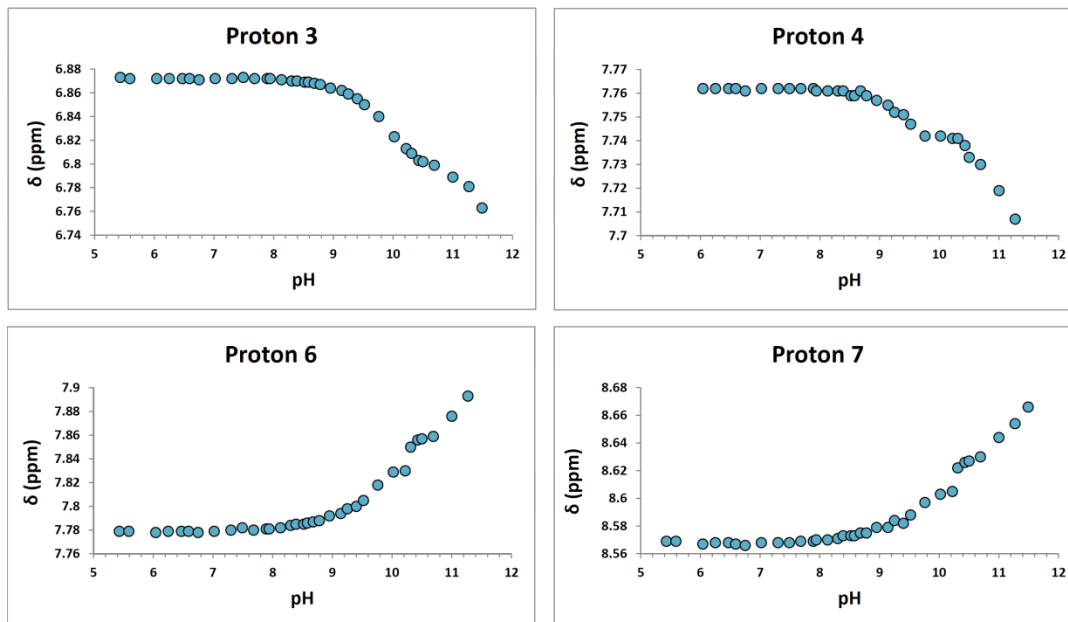 Proton 3
6.88
6.86
6.84
6.82
6.8
6.78
6.76
6.74
δ (ppm)
5 6 7 8 9 10 11 12
pH
Proton 4
7.77
7.76
7.75
7.74
7.73
7.72
7.71
7.7
δ (ppm)
5 6 7 8 9 10 11 12
pH
Proton 6
7.9
7.88
7.86
7.84
7.82
7.8
7.78
7.76
δ (ppm)
5 6 7 8 9 10 11 12
pH
Proton 7
8.68
8.66
8.64
8.62
8.6
8.58
8.56
δ (ppm)
5 6 7 8 9 10 11 12
pH